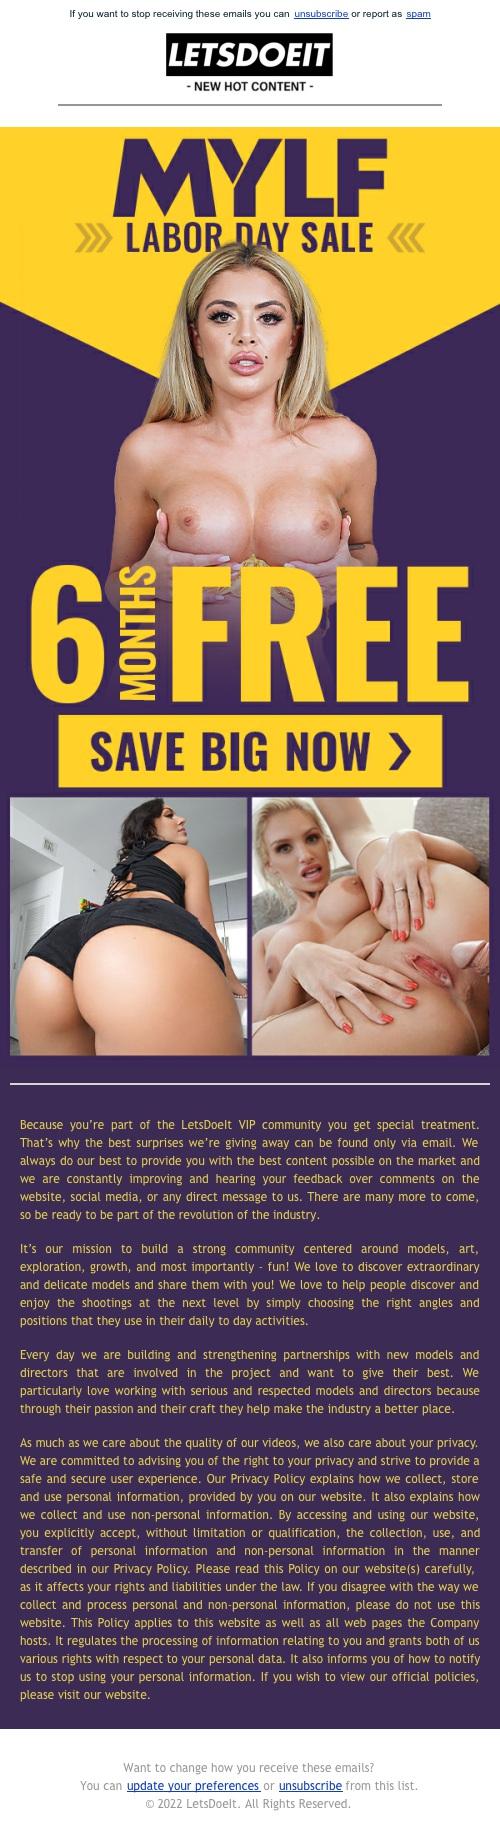 If you want to stop receiving these emails you can unsubscribe or report as spam
LETSDOEIT
- NEW HOT CONTENT -
MYLF
LABOR DAY SALE
6 MONTHS FREE
SAVE BIG NOW
Because you're part of the LetsDoeIt VIP community you get special treatment.
That's why the best surprises we're giving away can be found only via email. We
always do our best to provide you with the best content possible on the market and
we are constantly improving and hearing your feedback over comments on the
website, social media, or any direct message to us. There are many more to come,
so be ready to be part of the revolution of the industry.
It's our mission to build a strong community centered around models, art,
exploration, growth, and most importantly - fun! We love to discover extraordinary
and delicate models and share them with you! We love to help people discover and
enjoy the shootings at the next level by simply choosing the right angles and
positions that they use in their daily to day activities.
Every day we are building and strengthening partnerships with new models and
directors that are involved in the project and want to give their best. We
particularly love working with serious and respected models and directors because
through their passion and their craft they help make the industry a better place.
As much as we care about the quality of our videos, we also care about your privacy.
We are committed to advising you of the right to your privacy and strive to provide a
safe and secure user experience. Our Privacy Policy explains how we collect, store
and use personal information, provided by you on our website. It also explains how
we collect and use non-personal information. By accessing and using our website,
you explicitly accept, without limitation or qualification, the collection, use, and
transfer of personal information and non-personal information in the manner
described in our Privacy Policy. Please read this Policy on our website(s) carefully,
as it affects your rights and liabilities under the law. If you disagree with the way we
collect and process personal and non-personal information, please do not use this
website. This Policy applies to this website as well as all web pages the Company
hosts. It regulates the processing of information relating to you and grants both of us
various rights with respect to your personal data. It also informs you of how to notify
us to stop using your personal information. If you wish to view our official policies,
please visit our website.
Want to change how you receive these emails?
You can update your preferences or unsubscribe from this list.
© 2022 LetsDoeIt. All Rights Reserved.